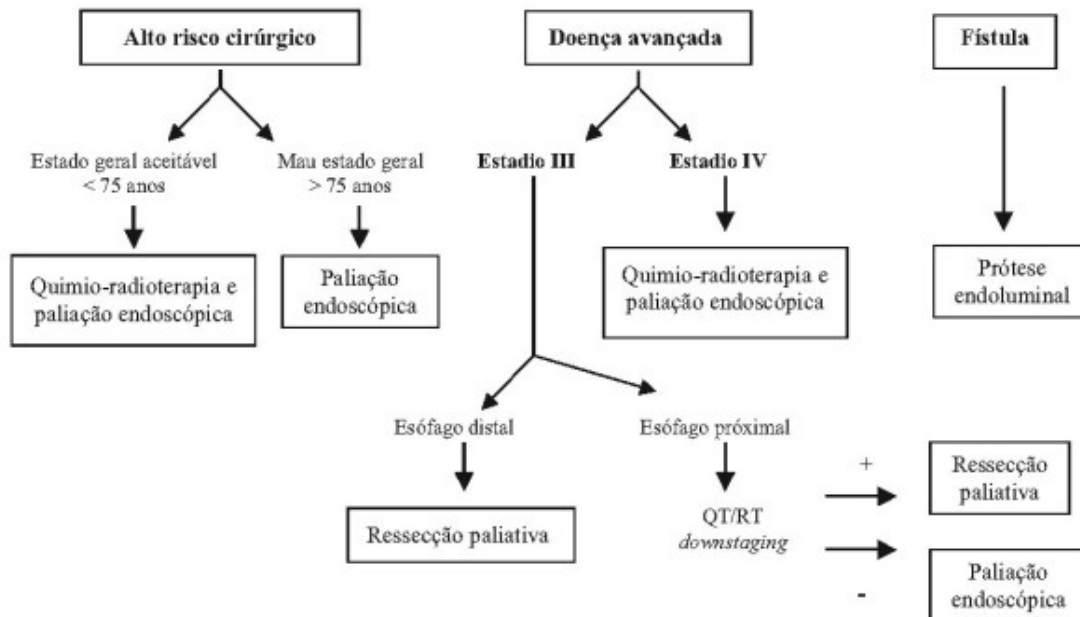 Alto risco cirúrgico
Doença avançada
Fístula
Estado geral aceitável
< 75 anos
Mau estado geral
> 75 anos
Estadio III
Estadio IV
Quimio-radioterapia e
paliação endoscópica
Paliação
endoscópica
Quimio-radioterapia e
paliação endoscópica
Prótese
endoluminal
Esófago distal
Esófago próximal
Ressecção paliativa
QT/RT
downstaging
+
Ressecção
paliativa
-
Paliação
endoscópica